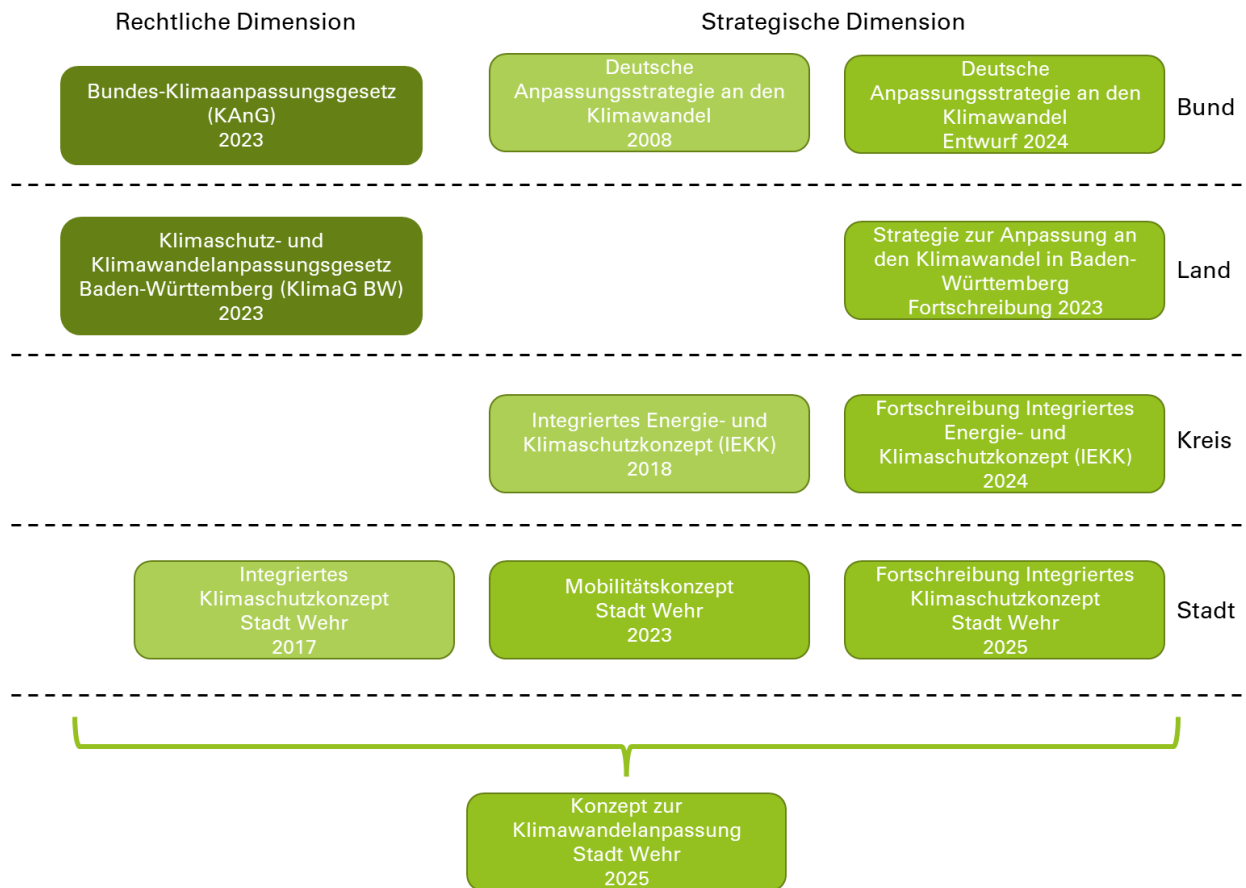 Rechtliche Dimension
Strategische Dimension
Bundes-Klimaanpassungsgesetz
(KAnG)
2023
Deutsche
Anpassungsstrategie an den
Klimawandel
2008
Deutsche
Anpassungsstrategie an den
Klimawandel
Entwurf 2024
Bund
Klimaschutz- und
Klimawandelanpassungsgesetz
Baden-Württemberg (KlimaG BW)
2023
Strategie zur Anpassung an
den Klimawandel in Baden-
Württemberg
Fortschreibung 2023
Land
Integriertes Energie- und
Klimaschutzkonzept (IEKK)
2018
Fortschreibung Integriertes
Energie- und
Klimaschutzkonzept (IEKK)
2024
Kreis
Integriertes
Klimaschutzkonzept
Stadt Wehr
2017
Mobilitätskonzept
Stadt Wehr
2023
Fortschreibung Integriertes
Klimaschutzkonzept
Stadt Wehr
2025
Stadt
Konzept zur
Klimawandelanpassung
Stadt Wehr
2025